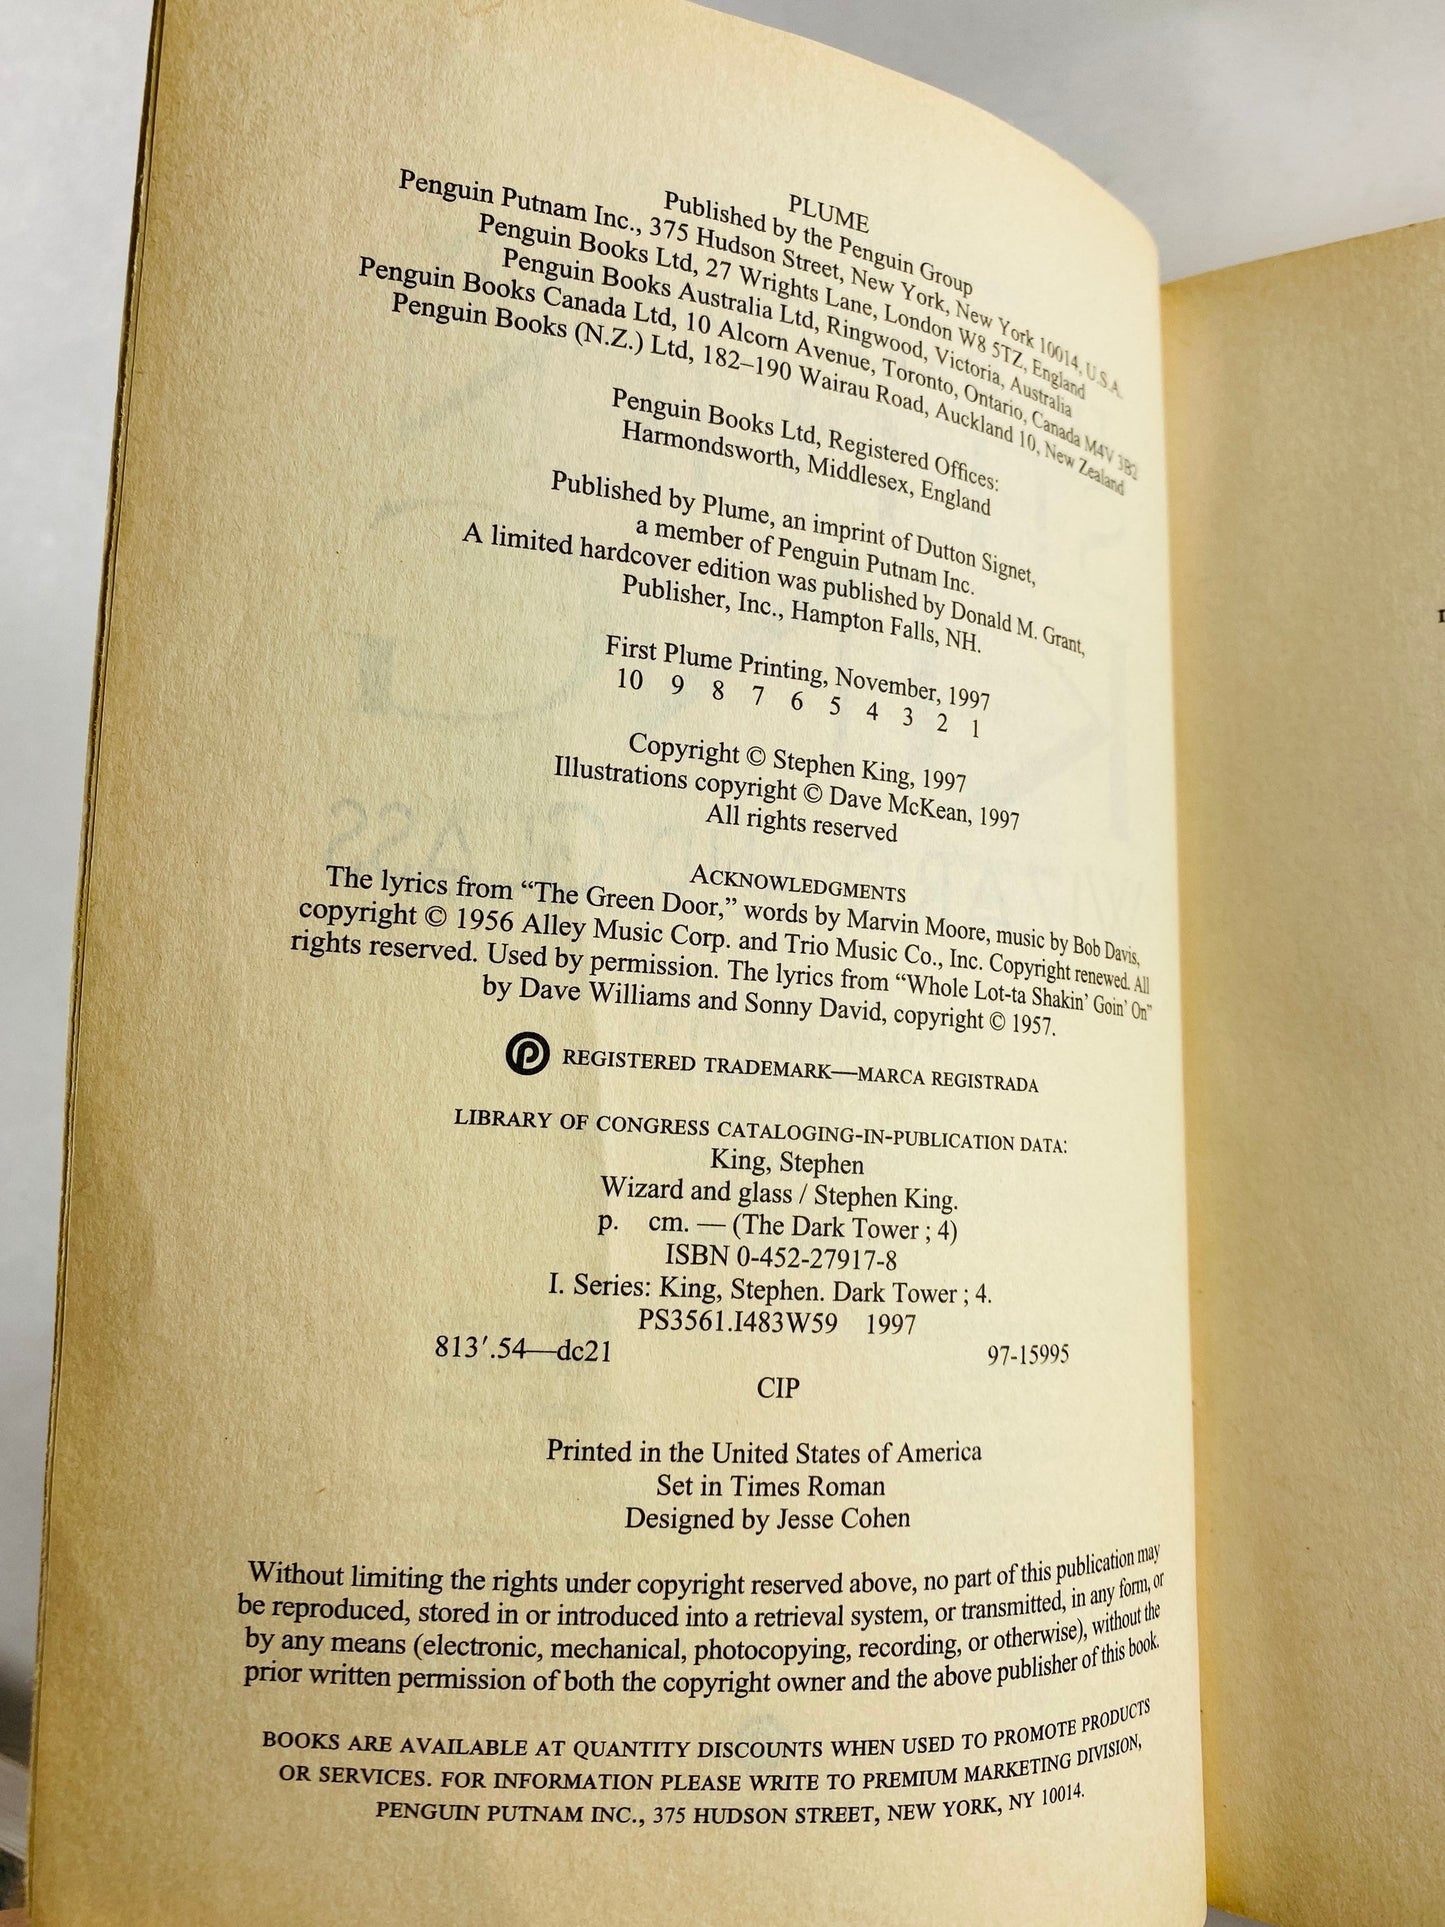 PLUME
Published by the Penguin Group
Penguin Putnam Inc., 375 Hudson Street, New York, New York 10014, U.S.A.
Penguin Books Ltd, 27 Wrights Lane, London W8 5TZ, England
Penguin Books Australia Ltd, Ringwood, Victoria, Australia
Penguin Books Canada Ltd, 10 Alcorn Avenue, Toronto, Ontario, Canada M4V 3B2
Penguin Books (N.Z.) Ltd, 182–190 Wairau Road, Auckland 10, New Zealand
Penguin Books Ltd, Registered Offices:
Harmondsworth, Middlesex, England
Published by Plume, an imprint of Dutton Signet,
a member of Penguin Putnam Inc.
A limited hardcover edition was published by Donald M. Grant,
Publisher, Inc., Hampton Falls, NH.
First Plume Printing, November, 1997
10 9 8 7 6 5 4 3 2 1
Copyright © Stephen King, 1997
Illustrations copyright © Dave McKean, 1997
All rights reserved
ACKNOWLEDGMENTS
The lyrics from “The Green Door,” words by Marvin Moore, music by Bob Davis,
copyright © 1956 Alley Music Corp. and Trio Music Co., Inc. Copyright renewed. All
rights reserved. Used by permission. The lyrics from “Whole Lot-ta Shakin’ Goin’ On”
by Dave Williams and Sonny David, copyright © 1957.
REGISTERED TRADEMARK—MARCA REGISTRADA
LIBRARY OF CONGRESS CATALOGING-IN-PUBLICATION DATA:
King, Stephen
Wizard and glass / Stephen King.
p. cm. — (The Dark Tower ; 4)
ISBN 0-452-27917-8
I. Series: King, Stephen. Dark Tower ; 4.
PS3561.I483W59 1997
813′.54—dc21 97-15995
CIP
Printed in the United States of America
Set in Times Roman
Designed by Jesse Cohen
Without limiting the rights under copyright reserved above, no part of this publication may
be reproduced, stored in or introduced into a retrieval system, or transmitted, in any form, or
by any means (electronic, mechanical, photocopying, recording, or otherwise), without the
prior written permission of both the copyright owner and the above publisher of this book.
BOOKS ARE AVAILABLE AT QUANTITY DISCOUNTS WHEN USED TO PROMOTE PRODUCTS
OR SERVICES. FOR INFORMATION PLEASE WRITE TO PREMIUM MARKETING DIVISION,
PENGUIN PUTNAM INC., 375 HUDSON STREET, NEW YORK, NY 10014.